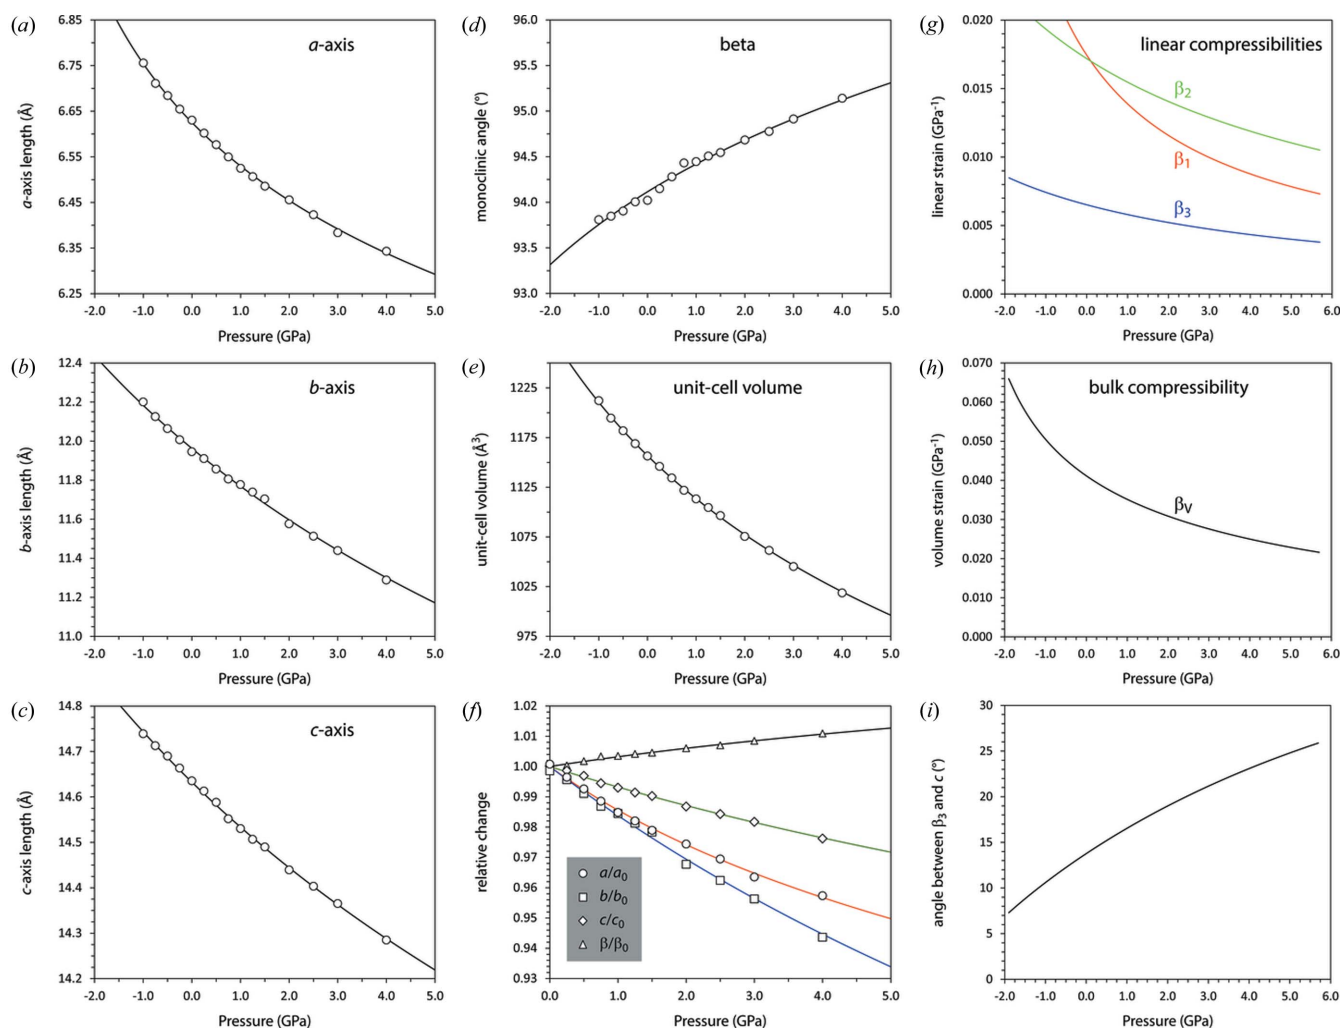 (a)
a-axis
6.85
6.75
6.65
6.55
6.45
6.35
6.25
a-axis length (Å)
-2.0 -1.0 0.0 1.0 2.0 3.0 4.0 5.0
Pressure (GPa)
(d)
beta
96.0
95.5
95.0
94.5
94.0
93.5
93.0
monoclinic angle (°)
-2.0 -1.0 0.0 1.0 2.0 3.0 4.0 5.0
Pressure (GPa)
(g)
linear compressibilities
0.020
0.015
0.010
0.005
0.000
linear strain (GPa⁻¹)
β₂
β₁
β₃
-2.0 -1.0 0.0 1.0 2.0 3.0 4.0 5.0 6.0
Pressure (GPa)
(b)
b-axis
12.4
12.2
12.0
11.8
11.6
11.4
11.2
11.0
b-axis length (Å)
-2.0 -1.0 0.0 1.0 2.0 3.0 4.0 5.0
Pressure (GPa)
(e)
unit-cell volume
1225
1175
1125
1075
1025
975
unit-cell volume (Å³)
-2.0 -1.0 0.0 1.0 2.0 3.0 4.0 5.0
Pressure (GPa)
(h)
bulk compressibility
0.070
0.060
0.050
0.040
0.030
0.020
0.010
0.000
volume strain (GPa⁻¹)
βV
-2.0 -1.0 0.0 1.0 2.0 3.0 4.0 5.0 6.0
Pressure (GPa)
(c)
c-axis
14.8
14.7
14.6
14.5
14.4
14.3
14.2
c-axis length (Å)
-2.0 -1.0 0.0 1.0 2.0 3.0 4.0 5.0
Pressure (GPa)
(f)
1.02
1.01
1.00
0.99
0.98
0.97
0.96
0.95
0.94
0.93
relative change
a/a₀
b/b₀
c/c₀
β/β₀
0.0 1.0 2.0 3.0 4.0 5.0
Pressure (GPa)
(i)
30
25
20
15
10
5
0
angle between β₃ and c (°)
-2.0 -1.0 0.0 1.0 2.0 3.0 4.0 5.0 6.0
Pressure (GPa)